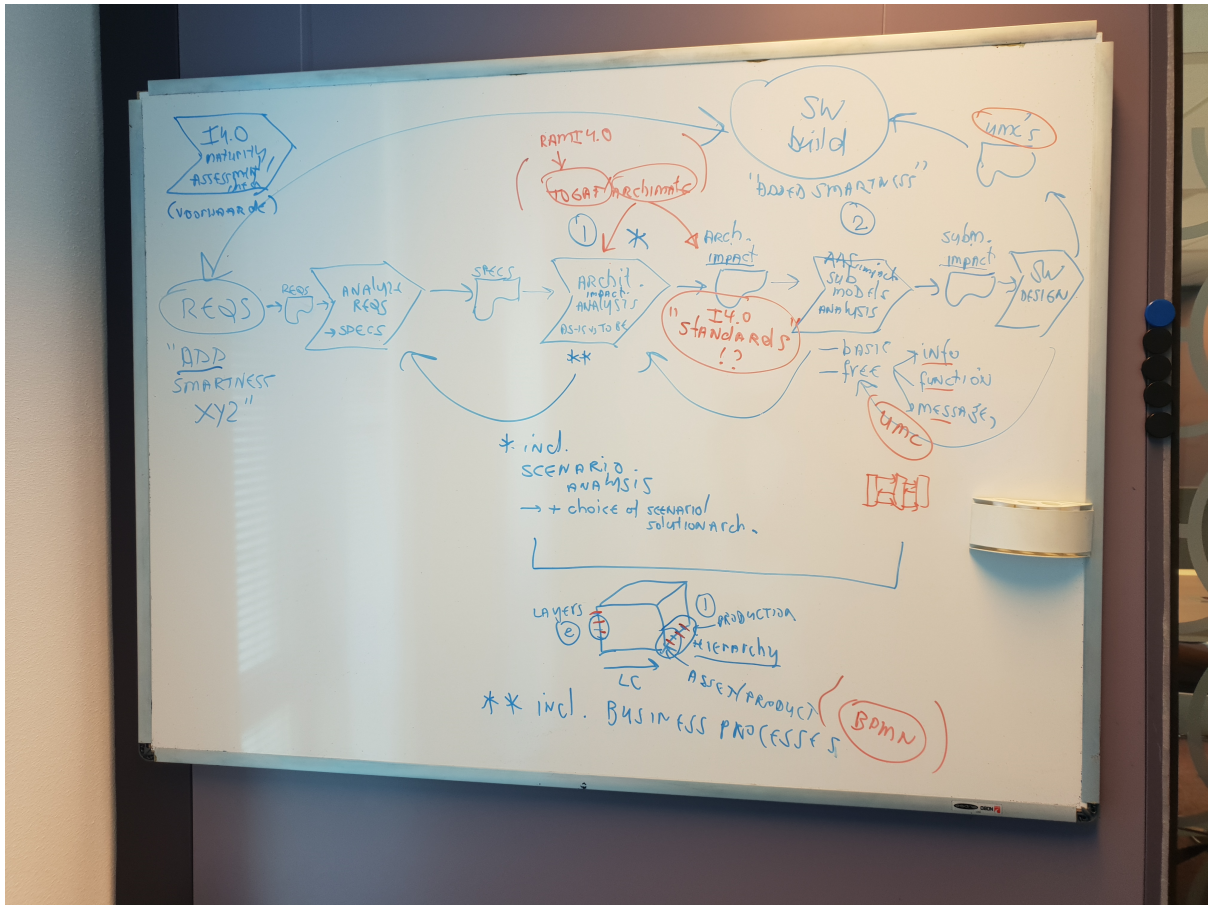 I4.0
MATURITY
ASSESSMENT
(VOORWAARDE)
RAMI4.0
TOGAF/ARCHIMATE
SW
build
UMC's
"ADDED SMARTNESS"
1
*
2
REQS
REQS
ANALYZE
REQS
→ SPECS
SPECS
ARCHIT.
IMPACT
ANALYSIS
AS-IS vs TO BE
**
ARCH.
IMPACT
"I4.0
STANDARDS"
!?
AAS impact
SUB
MODELS
ANALYSIS
SUBM.
IMPACT
SW
DESIGN
"ADD
SMARTNESS
XYZ"
— BASIC
— FREE
INFO
FUNCTION
MESSAGE,
UMC
* incl.
SCENARIO
ANALYSIS
→ + choice of SCENARIO/
SOLUTION ARCH.
LAYERS
1
PRODUCTION
HIERARCHY
LC
ASSET/PRODUCT
** incl. BUSINESS PROCESSES
(BPMN)